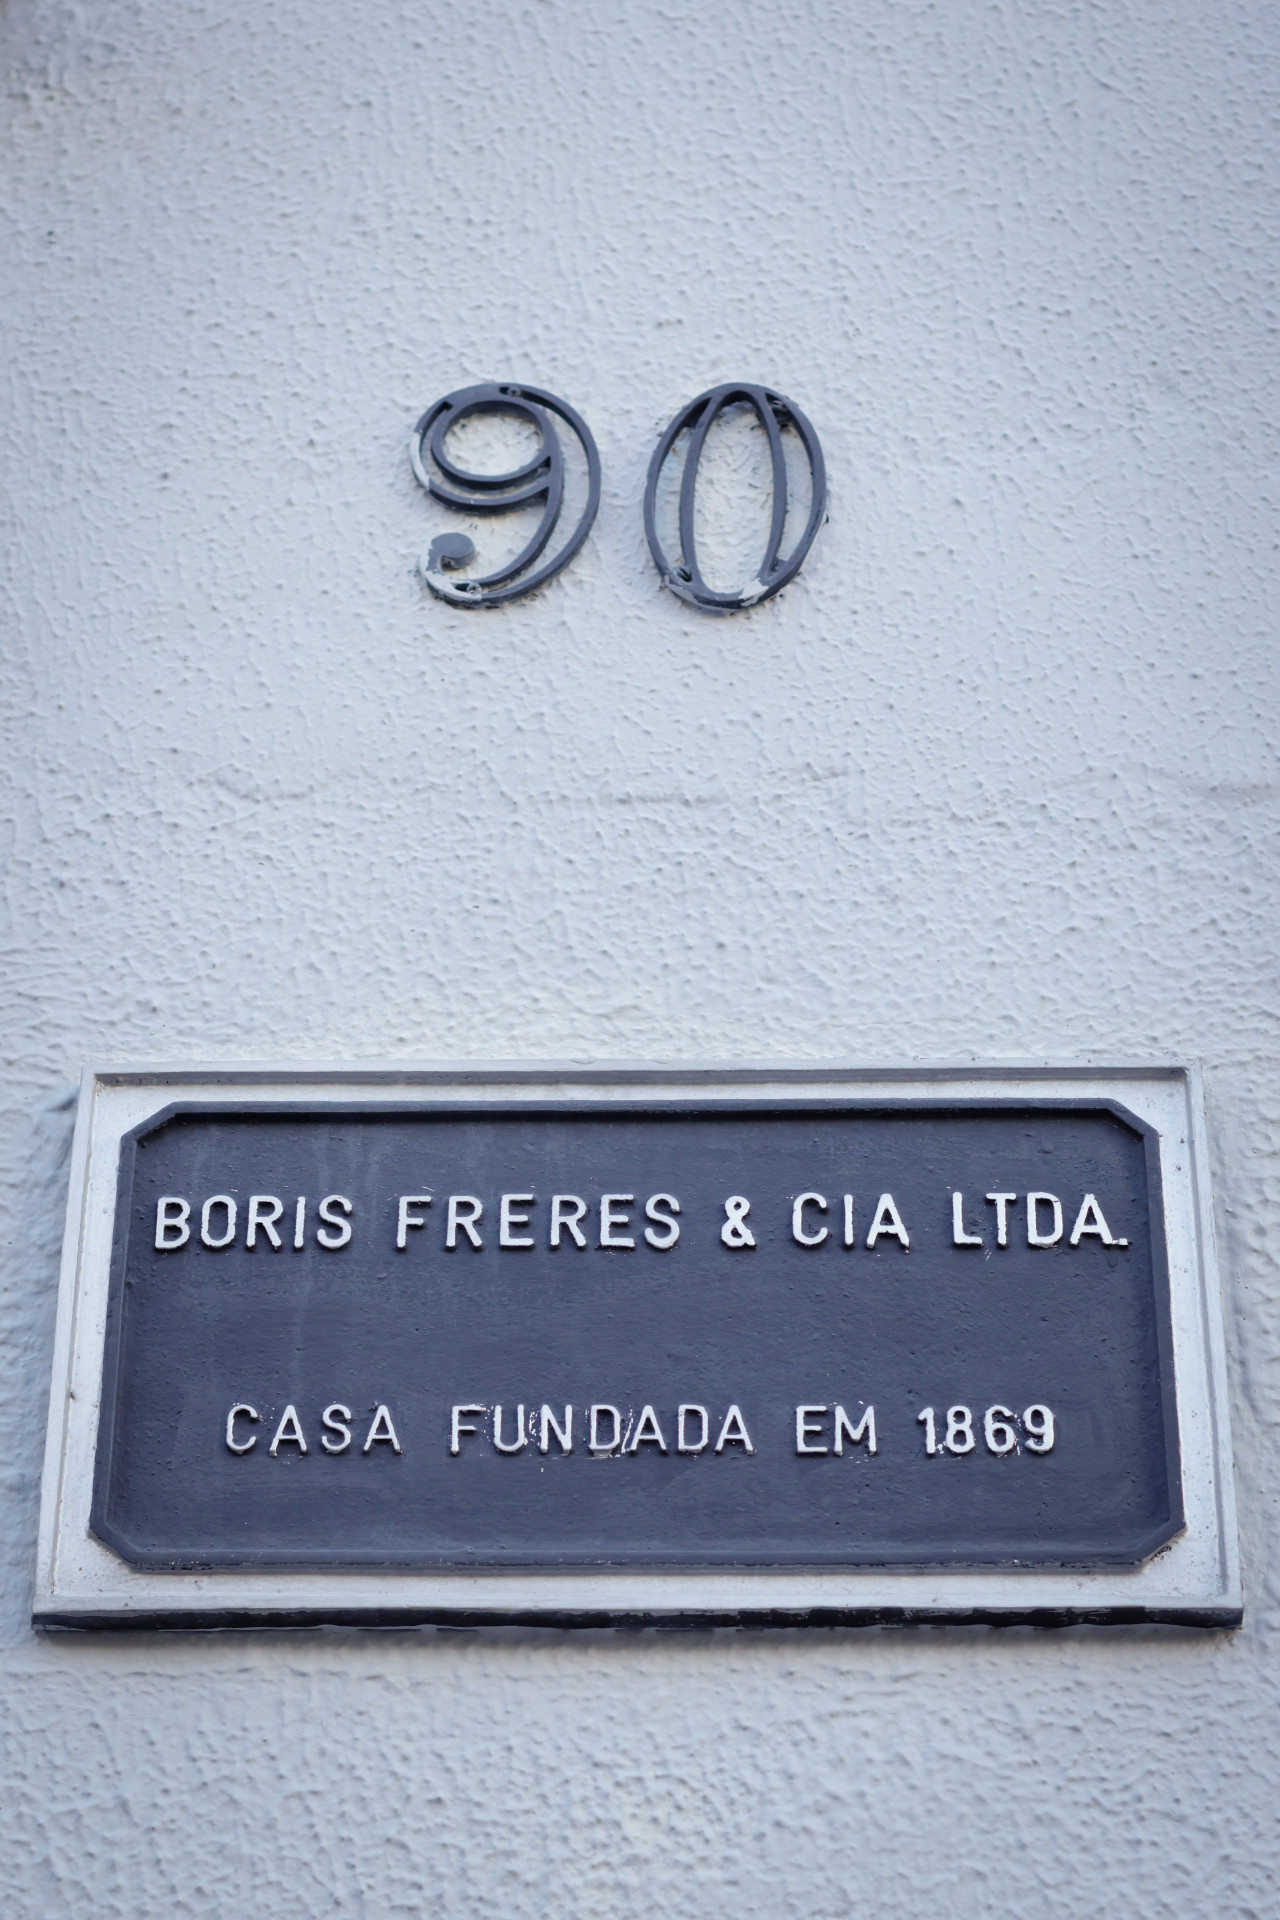 90
BORIS FRERES & CIA LTDA.
CASA FUNDADA EM 1869